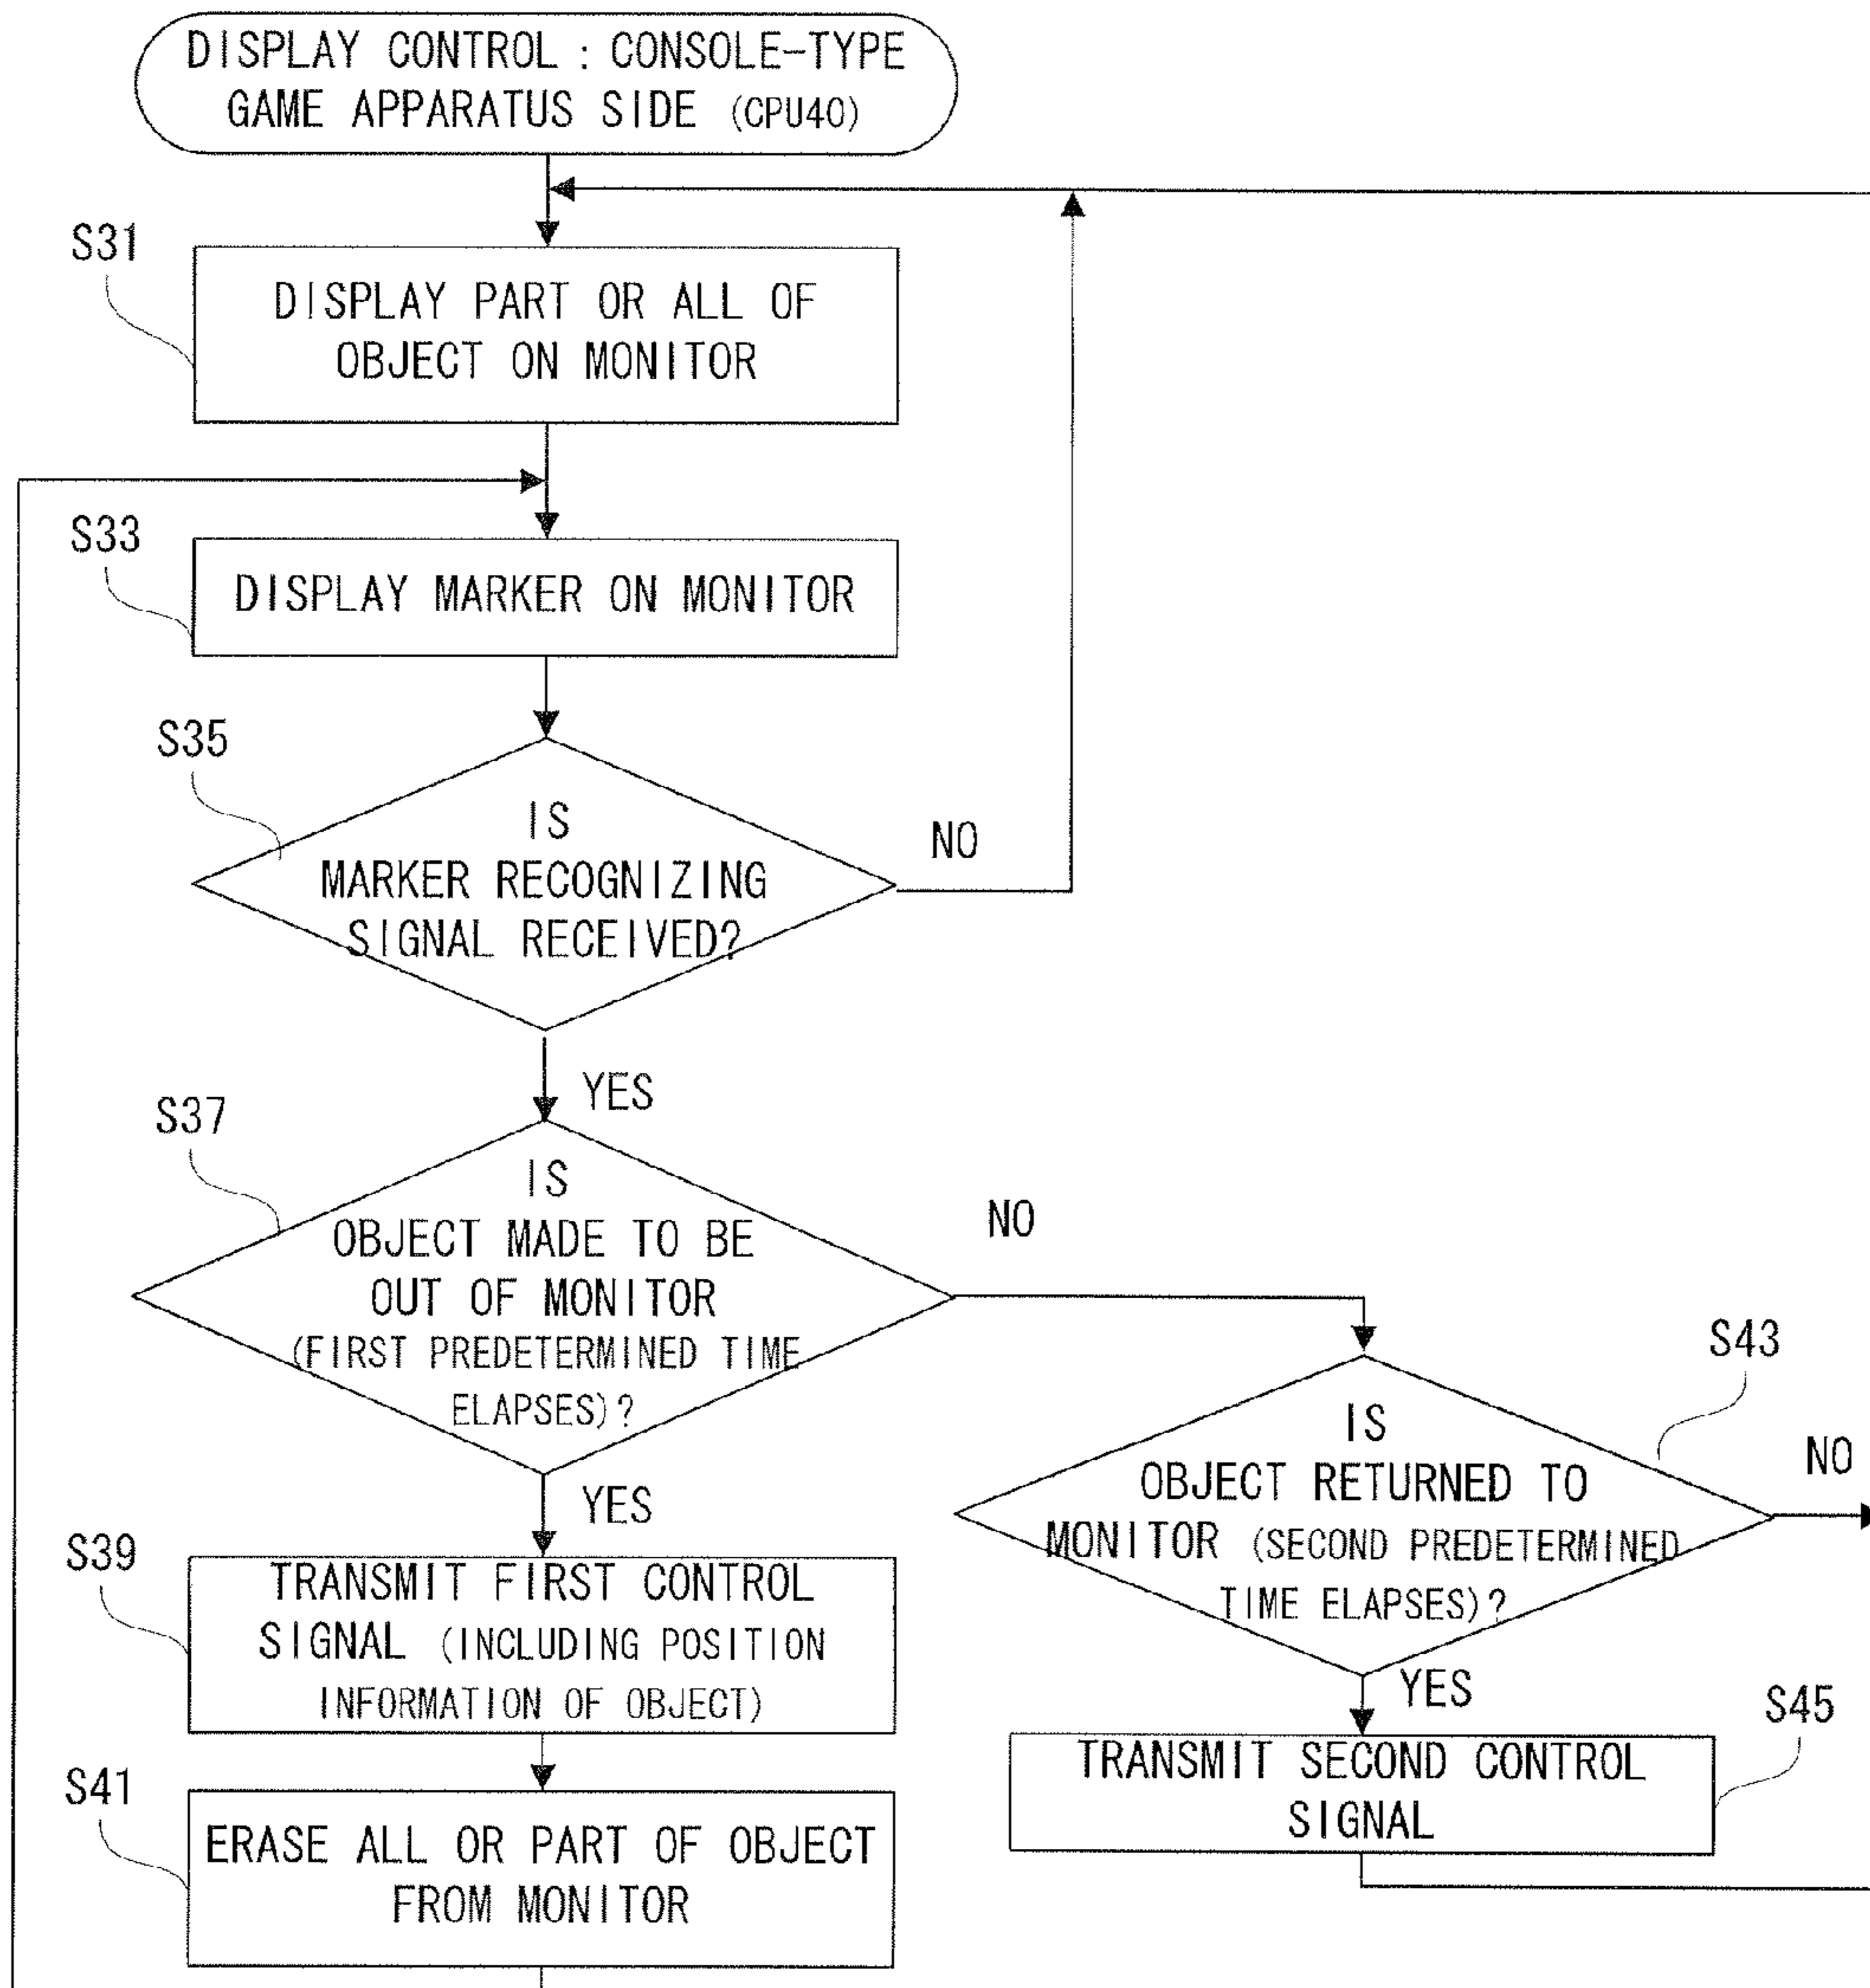 DISPLAY CONTROL : CONSOLE-TYPE
GAME APPARATUS SIDE (CPU40)
S31
DISPLAY PART OR ALL OF
OBJECT ON MONITOR
S33
DISPLAY MARKER ON MONITOR
S35
IS
MARKER RECOGNIZING
SIGNAL RECEIVED?
NO
YES
S37
IS
OBJECT MADE TO BE
OUT OF MONITOR
(FIRST PREDETERMINED TIME
ELAPSES)?
NO
YES
S43
IS
OBJECT RETURNED TO
MONITOR (SECOND PREDETERMINED
TIME ELAPSES)?
NO
YES
S39
TRANSMIT FIRST CONTROL
SIGNAL (INCLUDING POSITION
INFORMATION OF OBJECT)
S45
TRANSMIT SECOND CONTROL
SIGNAL
S41
ERASE ALL OR PART OF OBJECT
FROM MONITOR